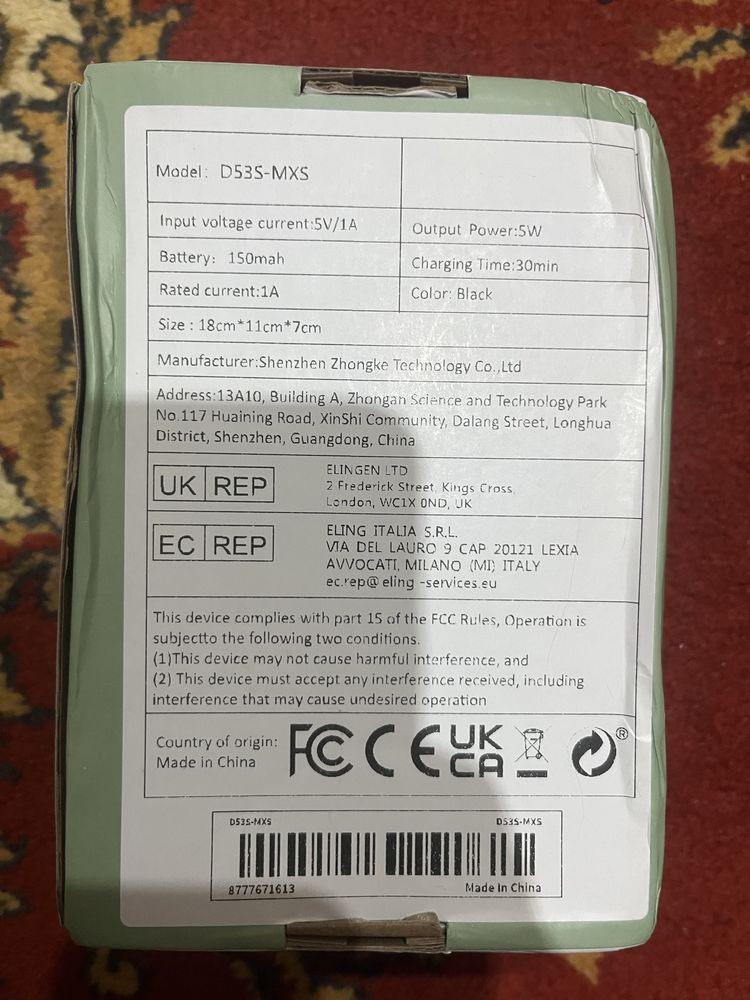 Model: D53S-MXS
Input voltage current:5V/1A
Output Power:5W
Battery: 150mah
Charging Time:30min
Rated current:1A
Color: Black
Size : 18cm*11cm*7cm
Manufacturer:Shenzhen Zhongke Technology Co.,Ltd
Address:13A10, Building A, Zhongan Science and Technology Park
No.117 Huaining Road, XinShi Community, Dalang Street, Longhua
District, Shenzhen, Guangdong, China
UK REP
ELINGEN LTD
2 Frederick Street, Kings Cross,
London, WC1X 0ND, UK
EC REP
ELING ITALIA S.R.L.
VIA DEL LAURO 9 CAP 20121 LEXIA
AVVOCATI, MILANO (MI) ITALY
ec.rep@ eling -services.eu
This device complies with part 15 of the FCC Rules, Operation is
subjectto the following two conditions.
(1)This device may not cause harmful interference, and
(2) This device must accept any interference received, including
interference that may cause undesired operation
Country of origin:
Made in China
FC CE UK
CA ®
D53S-MXS D53S-MXS
8777671613 Made In China